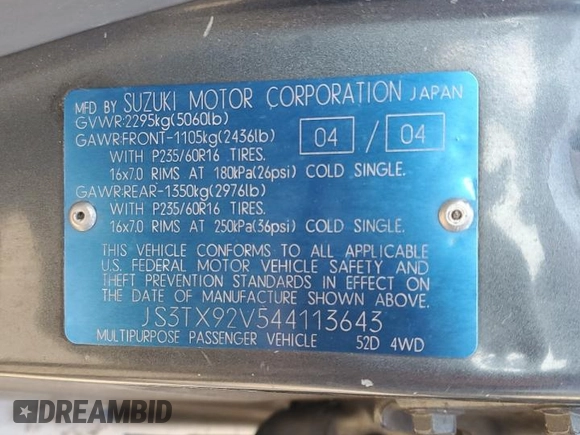 MFD BY SUZUKI MOTOR CORPORATION JAPAN
GVWR:2295kg(5060lb)
GAWR:FRONT-1105kg(2436lb) 04 / 04
WITH P235/60R16 TIRES.
16x7.0 RIMS AT 180kPa(26psi) COLD SINGLE.
GAWR:REAR-1350kg(2976lb)
WITH P235/60R16 TIRES.
16x7.0 RIMS AT 250kPa(36psi) COLD SINGLE.
THIS VEHICLE CONFORMS TO ALL APPLICABLE
U.S. FEDERAL MOTOR VEHICLE SAFETY AND
THEFT PREVENTION STANDARDS IN EFFECT ON
THE DATE OF MANUFACTURE SHOWN ABOVE.
JS3TX92V544113643
MULTIPURPOSE PASSENGER VEHICLE 52D 4WD
DREAMBID